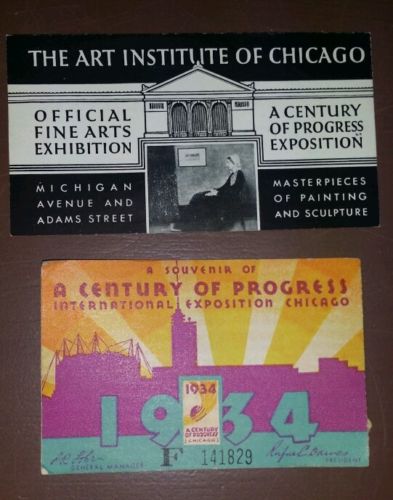 THE ART INSTITUTE OF CHICAGO
OFFICIAL
FINE ARTS
EXHIBITION
A CENTURY
OF PROGRESS
EXPOSITION
MICHIGAN
AVENUE AND
ADAMS STREET
MASTERPIECES
OF PAINTING
AND SCULPTURE
A SOUVENIR OF
A CENTURY OF PROGRESS
INTERNATIONAL EXPOSITION CHICAGO
1934
1934
A CENTURY
OF PROGRESS
CHICAGO
GENERAL MANAGER
F 141829
Rufus C. Dawes
PRESIDENT